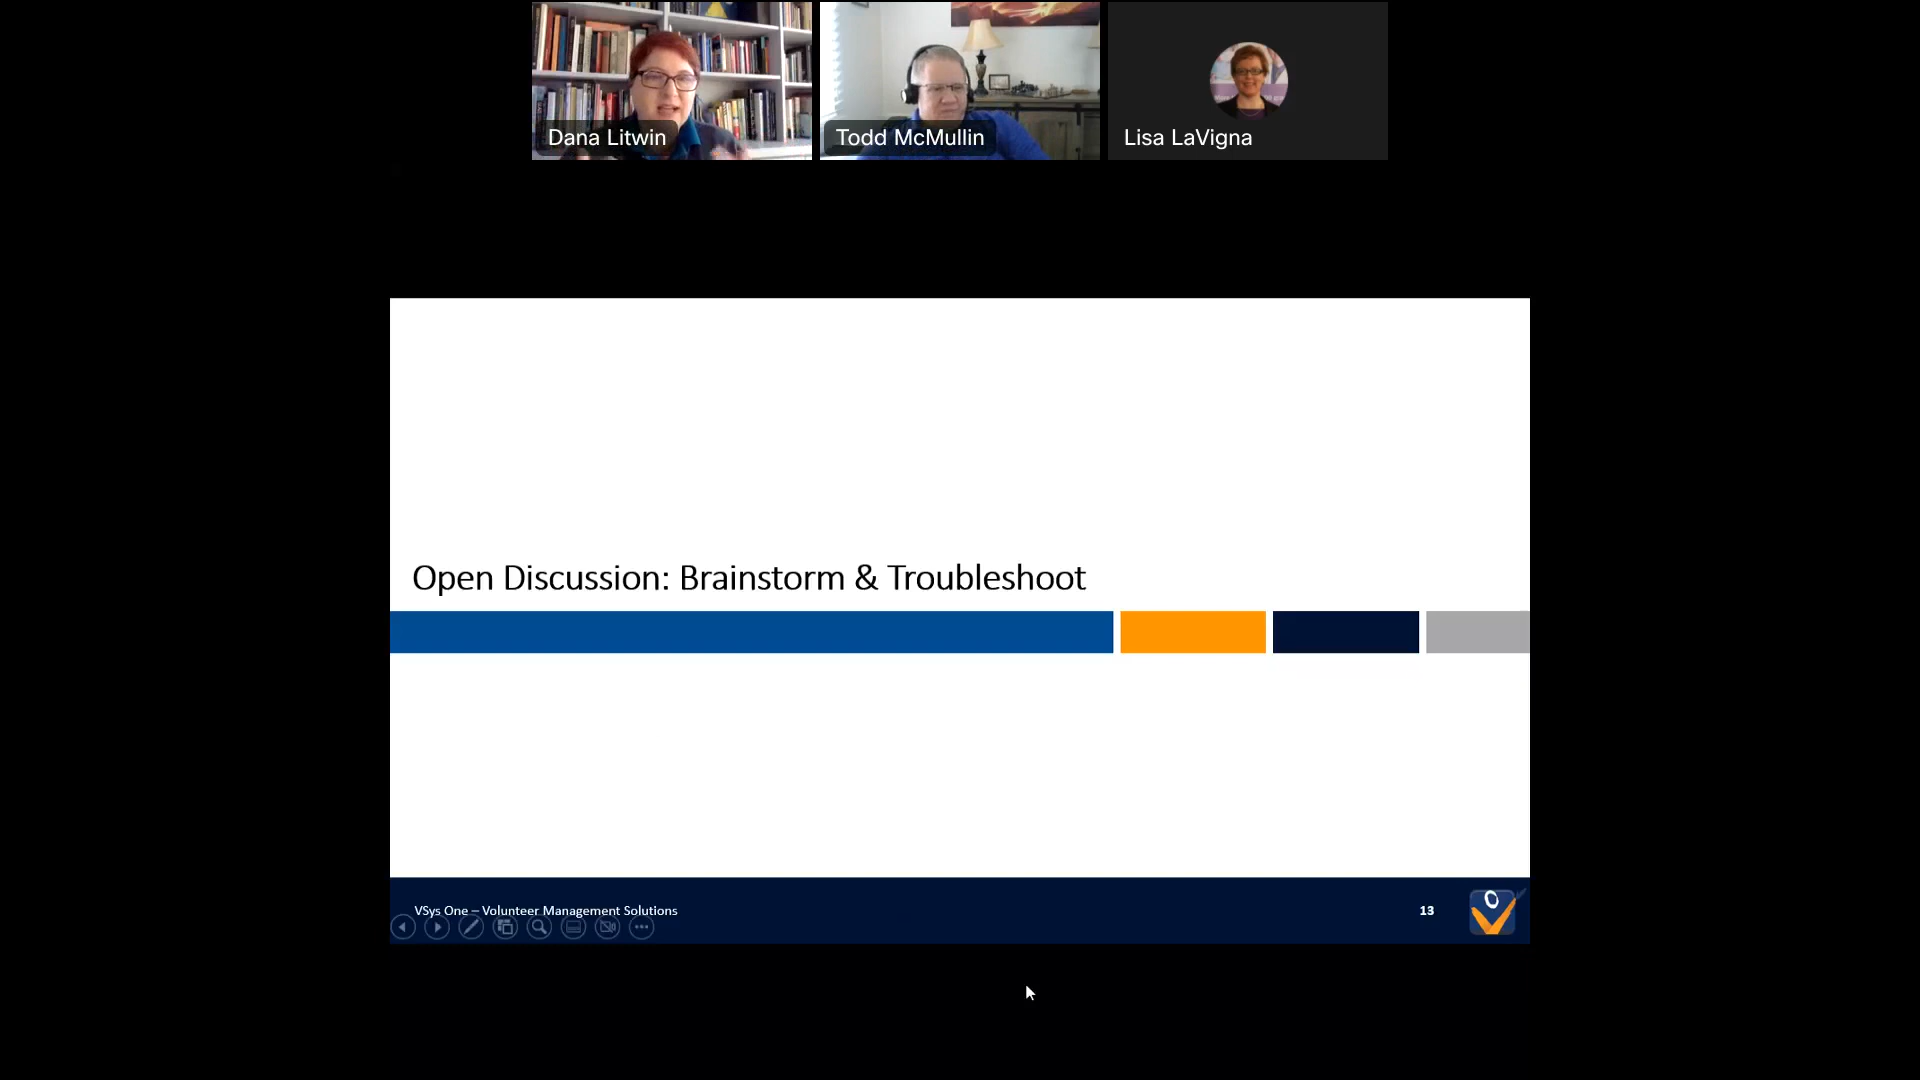 Dana Litwin
Todd McMullin
Lisa LaVigna
Open Discussion: Brainstorm & Troubleshoot
VSys One – Volunteer Management Solutions
13